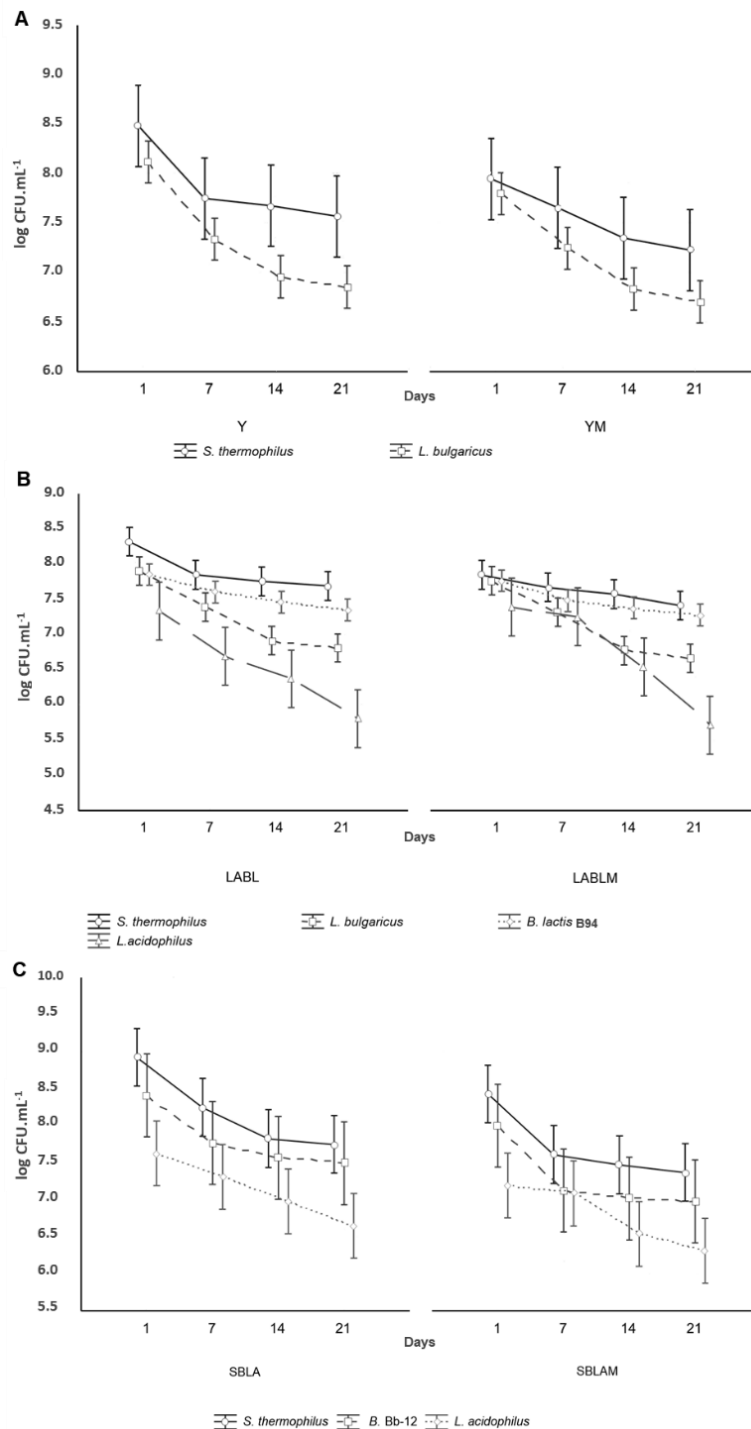 A
9.5
9.0
8.5
8.0
7.5
7.0
6.5
6.0
log CFU.mL-1
1 7 14 21 1 7 14 21
Days
Y YM
S. thermophilus L. bulgaricus
B
9.0
8.5
8.0
7.5
7.0
6.5
6.0
5.5
5.0
4.5
log CFU.mL-1
1 7 14 21 1 7 14 21
Days
LABL LABLM
S. thermophilus L. bulgaricus B. lactis B94
L.acidophilus
C
10.0
9.5
9.0
8.5
8.0
7.5
7.0
6.5
6.0
5.5
log CFU.mL-1
1 7 14 21 1 7 14 21
Days
SBLA SBLAM
S. thermophilus B. Bb-12 L. acidophilus